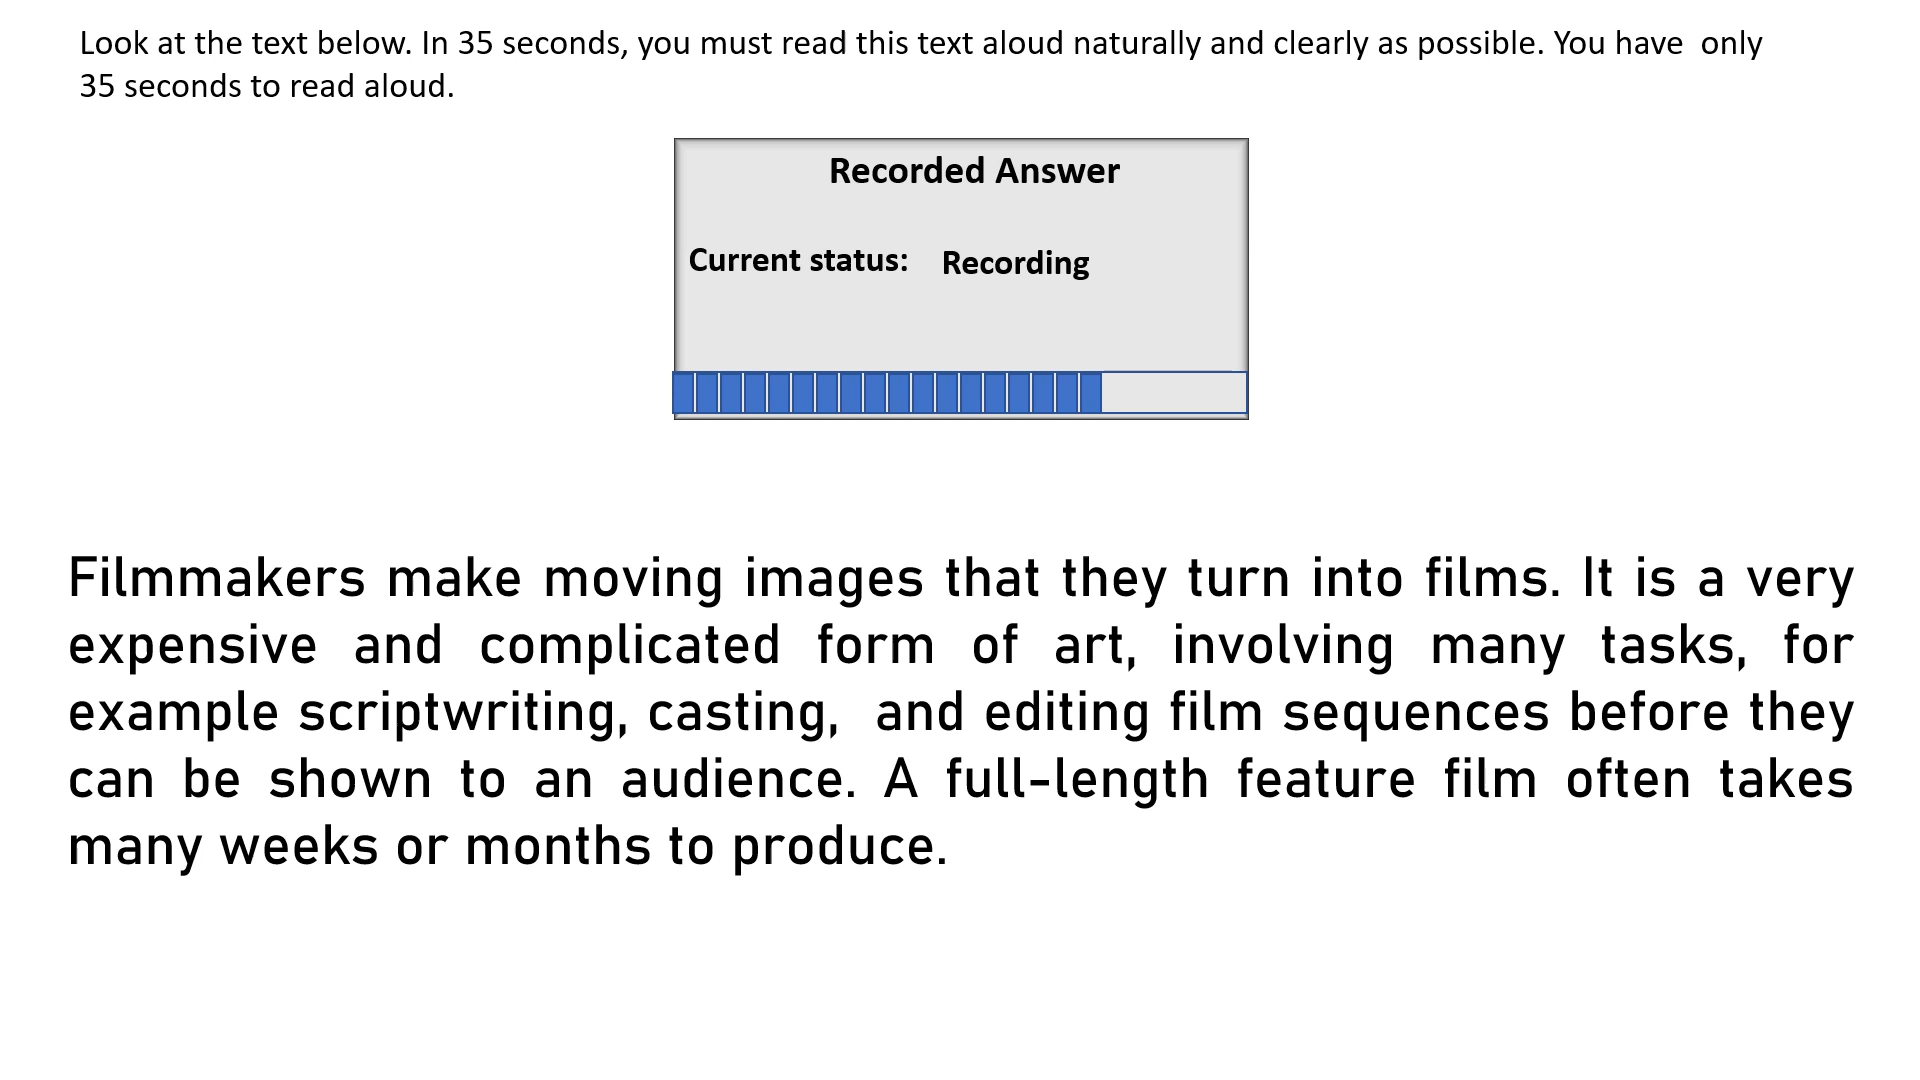 Look at the text below. In 35 seconds, you must read this text aloud naturally and clearly as possible. You have  only
35 seconds to read aloud.
Recorded Answer
Current status: Recording
Filmmakers make moving images that they turn into films. It is a very
expensive and complicated form of art, involving many tasks, for
example scriptwriting, casting,  and editing film sequences before they
can be shown to an audience. A full-length feature film often takes
many weeks or months to produce.